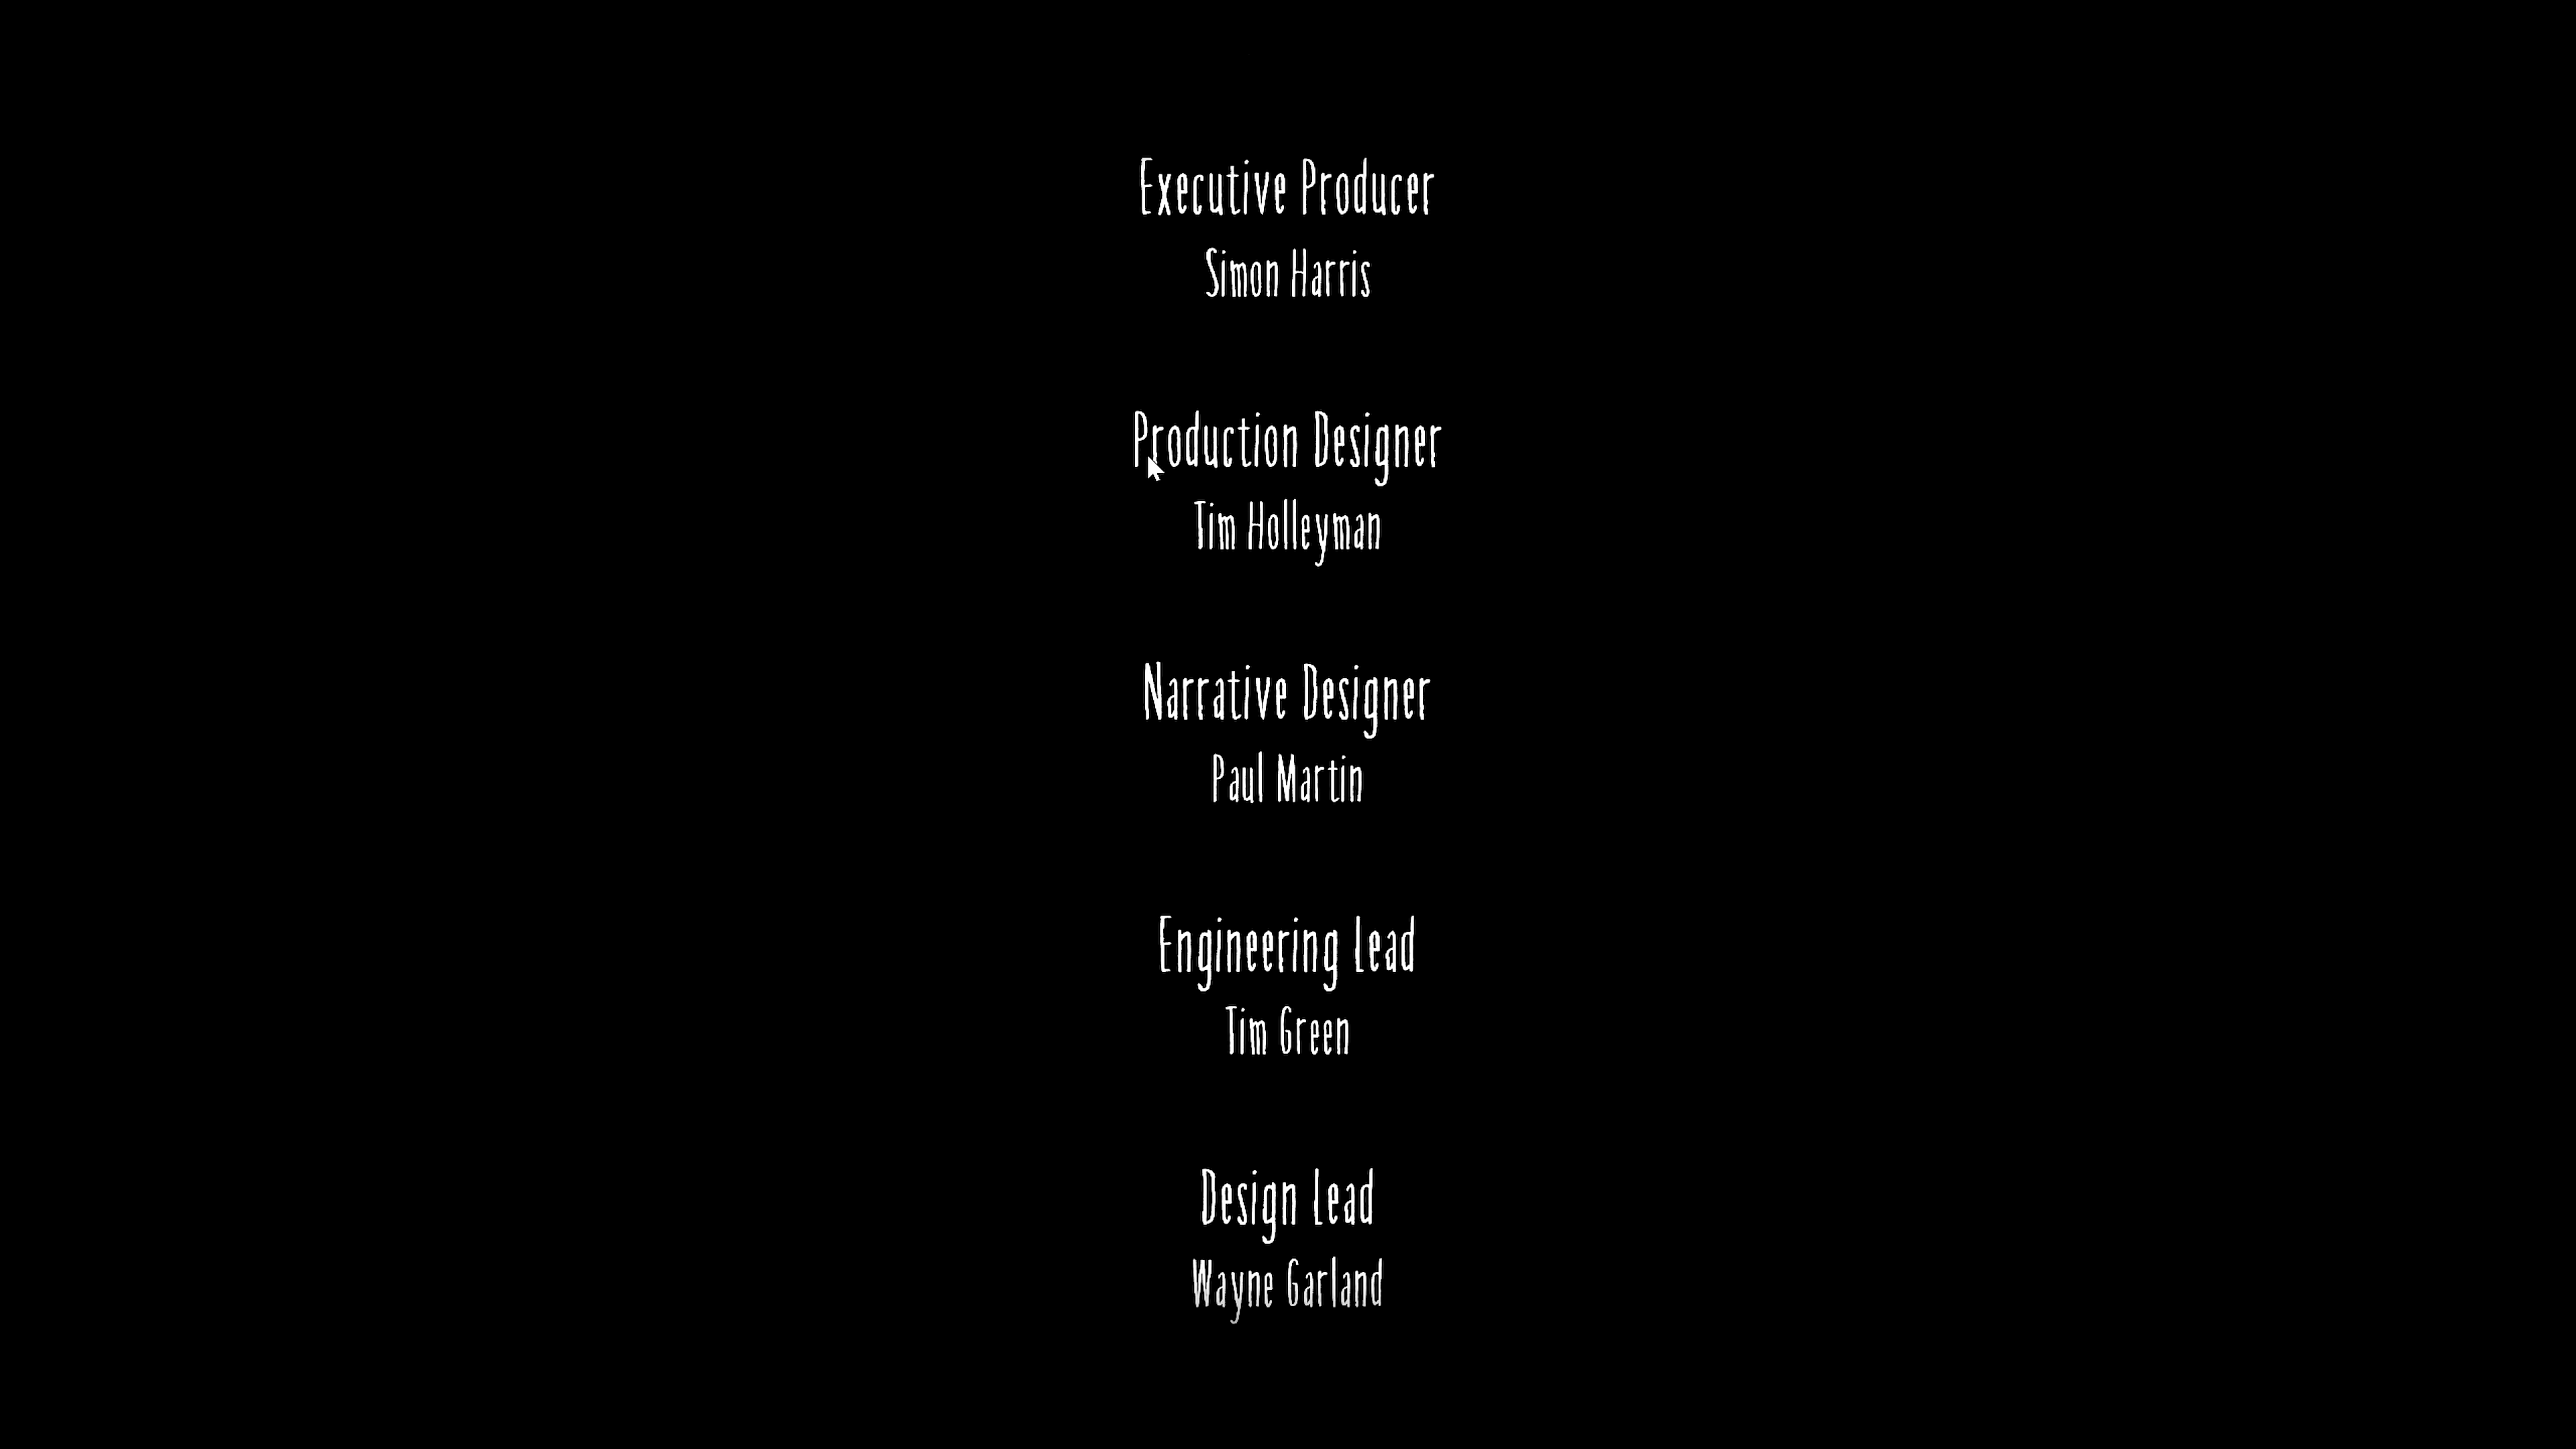 Executive Producer
Simon Harris
Production Designer
Tim Holleyman
Narrative Designer
Paul Martin
Engineering Lead
Tim Green
Design Lead
Wayne Garland